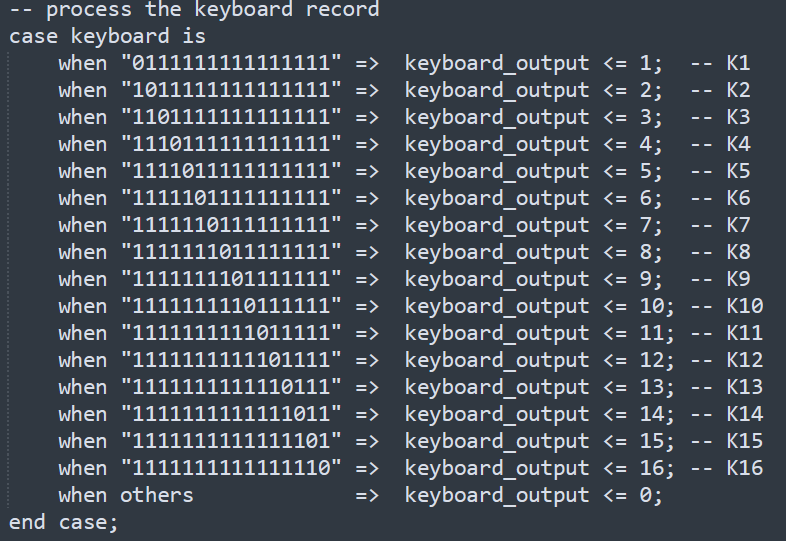 -- process the keyboard record
case keyboard is
    when "0111111111111111" =>  keyboard_output <= 1;  -- K1
    when "1011111111111111" =>  keyboard_output <= 2;  -- K2
    when "1101111111111111" =>  keyboard_output <= 3;  -- K3
    when "1110111111111111" =>  keyboard_output <= 4;  -- K4
    when "1111011111111111" =>  keyboard_output <= 5;  -- K5
    when "1111101111111111" =>  keyboard_output <= 6;  -- K6
    when "1111110111111111" =>  keyboard_output <= 7;  -- K7
    when "1111111011111111" =>  keyboard_output <= 8;  -- K8
    when "1111111101111111" =>  keyboard_output <= 9;  -- K9
    when "1111111110111111" =>  keyboard_output <= 10; -- K10
    when "1111111111011111" =>  keyboard_output <= 11; -- K11
    when "1111111111101111" =>  keyboard_output <= 12; -- K12
    when "1111111111110111" =>  keyboard_output <= 13; -- K13
    when "1111111111111011" =>  keyboard_output <= 14; -- K14
    when "1111111111111101" =>  keyboard_output <= 15; -- K15
    when "1111111111111110" =>  keyboard_output <= 16; -- K16
    when others             =>  keyboard_output <= 0;
end case;